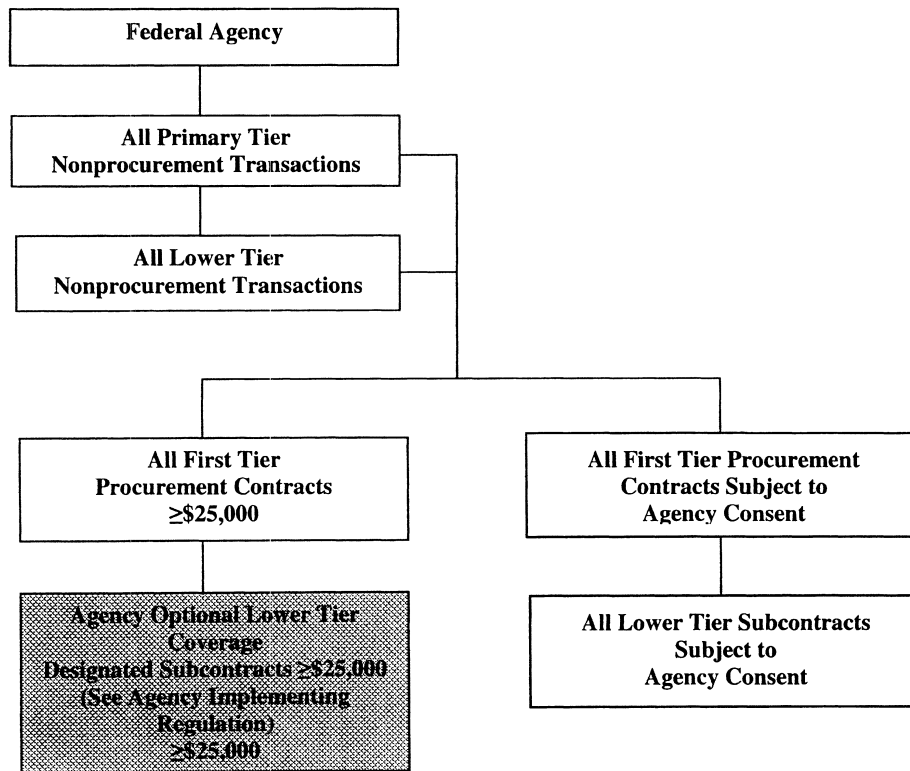 Federal Agency
All Primary Tier
Nonprocurement Transactions
All Lower Tier
Nonprocurement Transactions
All First Tier
Procurement Contracts
≥$25,000
All First Tier Procurement
Contracts Subject to
Agency Consent
Agency Optional Lower Tier
Coverage
Designated Subcontracts ≥$25,000
(See Agency Implementing
Regulation)
≥$25,000
All Lower Tier Subcontracts
Subject to
Agency Consent